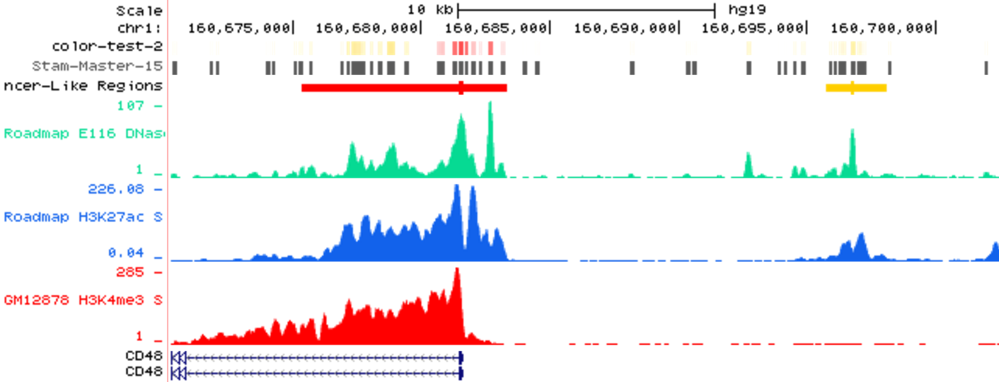 Scale 10 kb hg19
chr1: 160,675,000 160,680,000 160,685,000 160,690,000 160,695,000 160,700,000
color-test-2
Stam-Master-15
ncer-Like Regions
107
Roadmap E116 DNas
1
226.08
Roadmap H3K27ac S
0.04
285
GM12878 H3K4me3 S
1
CD48
CD48